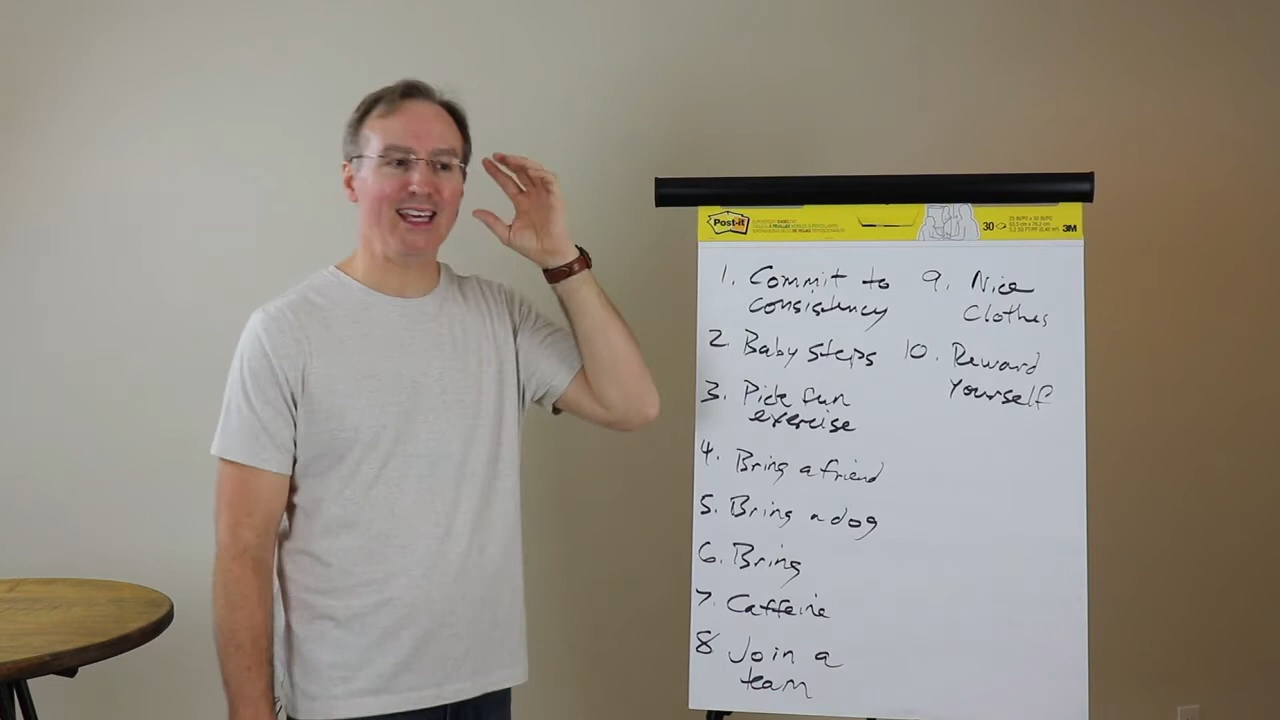 Post-it
30
3M
1. Commit to
consistency
2. Baby steps
3. Pick fun
exercise
4. Bring a friend
5. Bring a dog
6. Bring
7. Caffeine
8 Join a
team
9. Nice
Clothes
10. Reward
Yourself